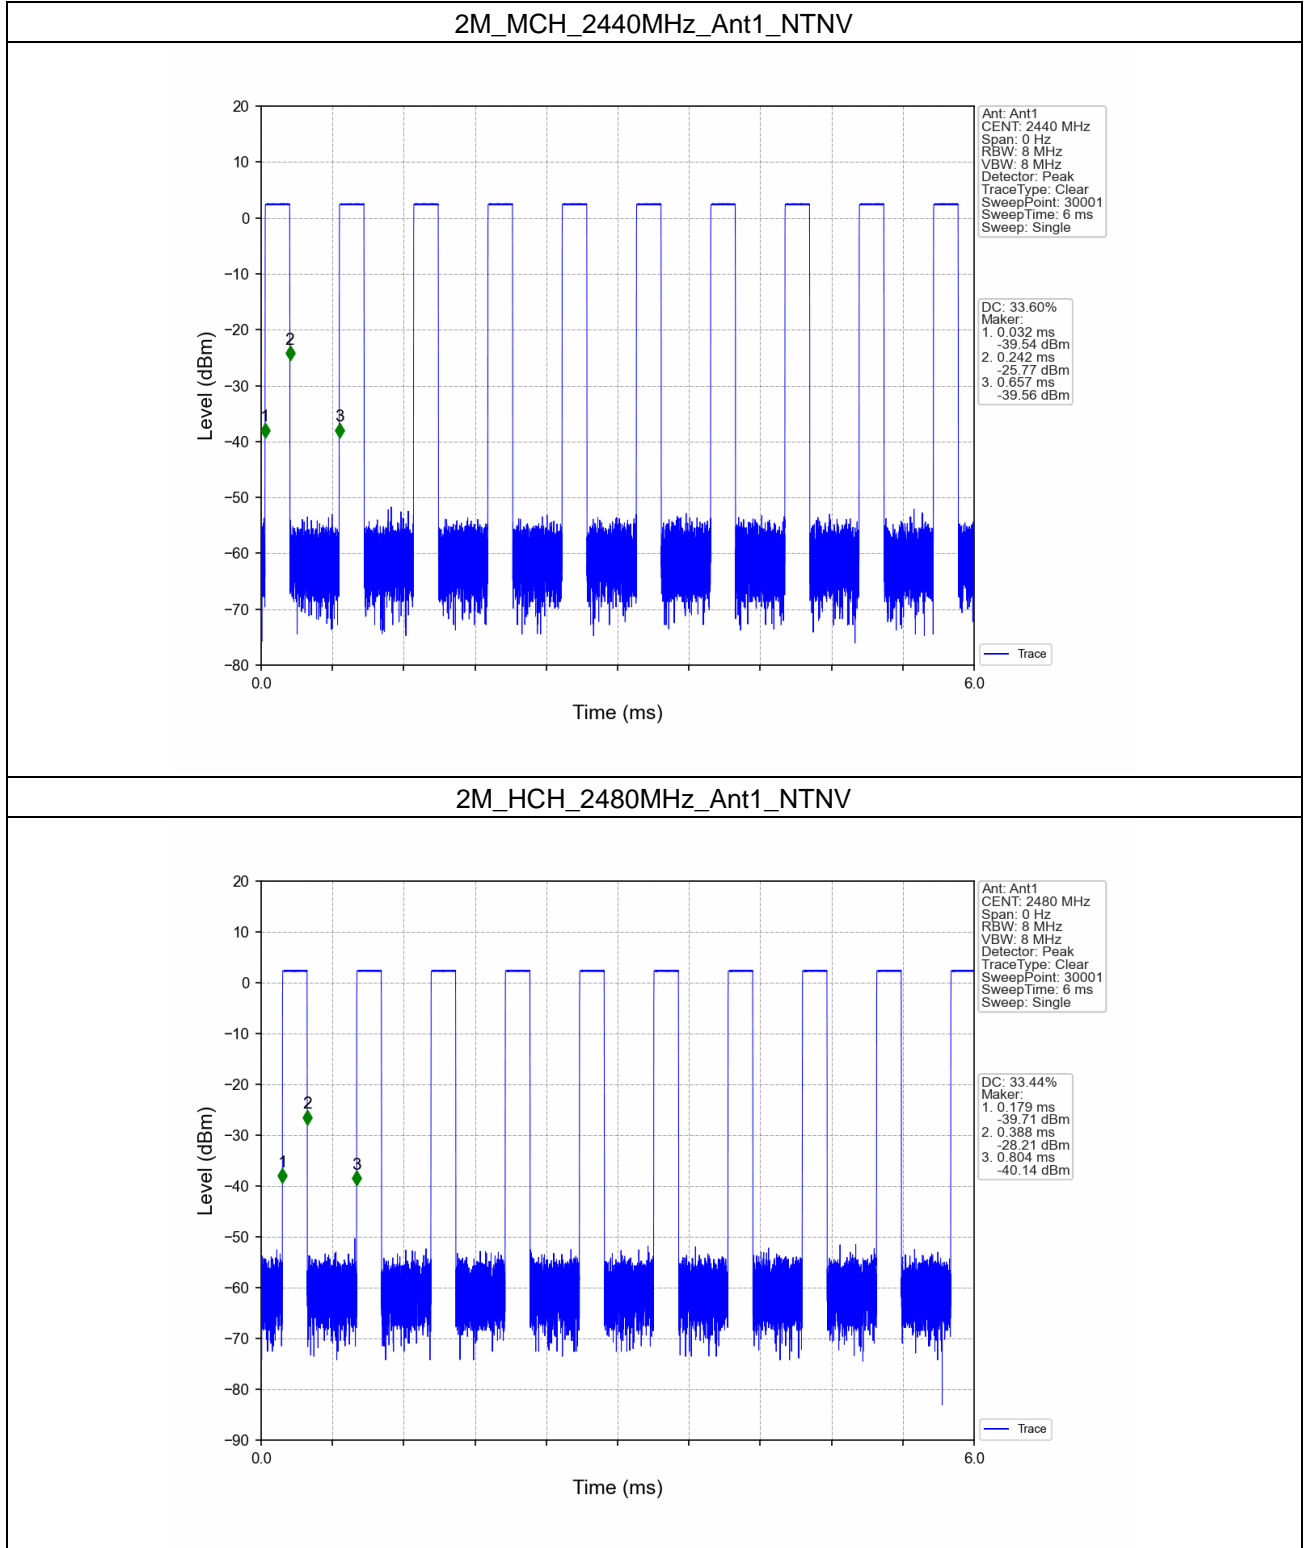 2M_MCH_2440MHz_Ant1_NTNV
20
10
0
−10
−20
−30
−40
−50
−60
−70
−80
Level (dBm)
1
2
3
0.0
6.0
Time (ms)
Ant: Ant1
CENT: 2440 MHz
Span: 0 Hz
RBW: 8 MHz
VBW: 8 MHz
Detector: Peak
TraceType: Clear
SweepPoint: 30001
SweepTime: 6 ms
Sweep: Single
DC: 33.60%
Maker:
1. 0.032 ms
-39.54 dBm
2. 0.242 ms
-25.77 dBm
3. 0.657 ms
-39.56 dBm
Trace
2M_HCH_2480MHz_Ant1_NTNV
20
10
0
−10
−20
−30
−40
−50
−60
−70
−80
−90
Level (dBm)
1
2
3
0.0
6.0
Time (ms)
Ant: Ant1
CENT: 2480 MHz
Span: 0 Hz
RBW: 8 MHz
VBW: 8 MHz
Detector: Peak
TraceType: Clear
SweepPoint: 30001
SweepTime: 6 ms
Sweep: Single
DC: 33.44%
Maker:
1. 0.179 ms
-39.71 dBm
2. 0.388 ms
-28.21 dBm
3. 0.804 ms
-40.14 dBm
Trace